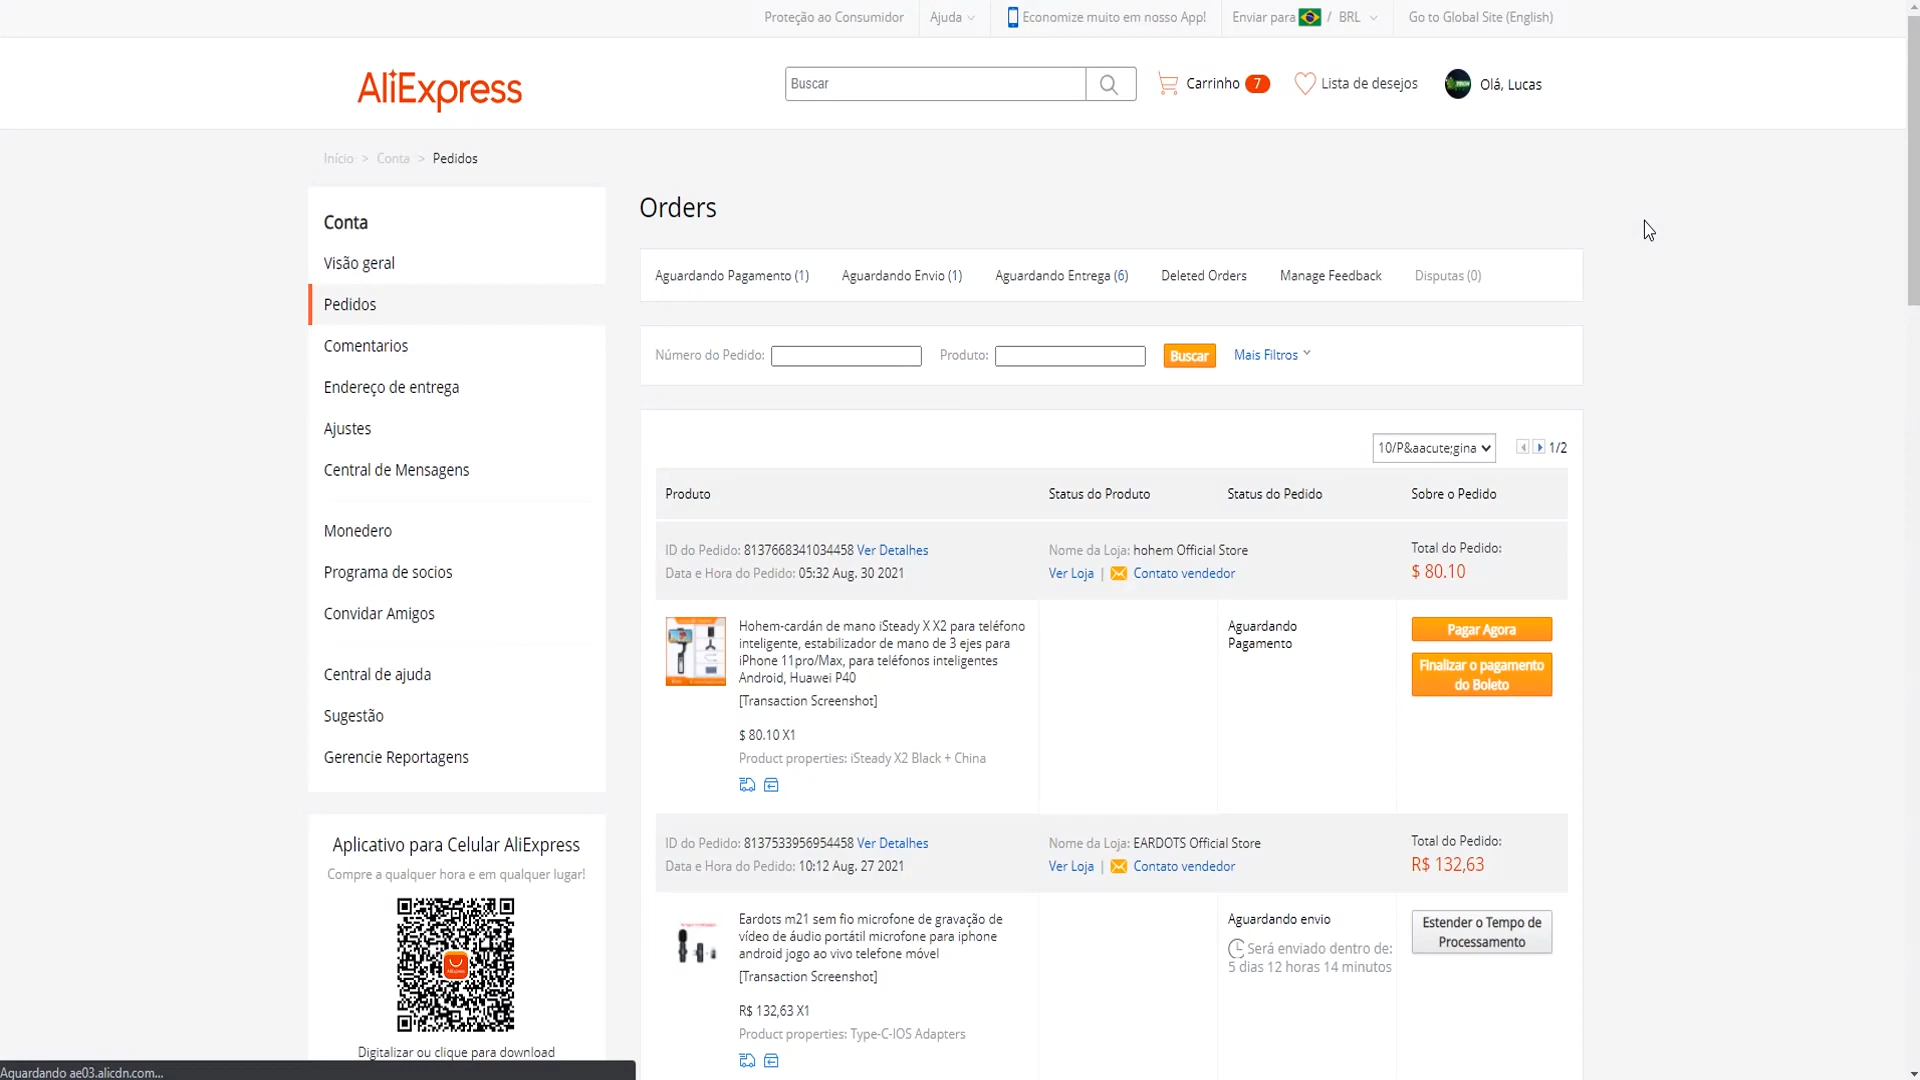 Proteção ao Consumidor
Ajuda
Economize muito em nosso App!
Enviar para / BRL
Go to Global Site (English)
AliExpress
Buscar
Carrinho 7
Lista de desejos
Olá, Lucas
Início > Conta > Pedidos
Conta
Visão geral
Pedidos
Comentarios
Endereço de entrega
Ajustes
Central de Mensagens
Monedero
Programa de socios
Convidar Amigos
Central de ajuda
Sugestão
Gerencie Reportagens
Aplicativo para Celular AliExpress
Compre a qualquer hora e em qualquer lugar!
Digitalizar ou clique para download
Orders
Aguardando Pagamento (1)
Aguardando Envio (1)
Aguardando Entrega (6)
Deleted Orders
Manage Feedback
Disputas (0)
Número do Pedido:
Produto:
Buscar
Mais Filtros
10/P&aacute;gina
1/2
Produto
Status do Produto
Status do Pedido
Sobre o Pedido
ID do Pedido: 8137668341034458 Ver Detalhes
Data e Hora do Pedido: 05:32 Aug. 30 2021
Nome da Loja: hohem Official Store
Ver Loja | Contato vendedor
Total do Pedido:
$ 80.10
Hohem-cardán de mano iSteady X X2 para teléfono
inteligente, estabilizador de mano de 3 ejes para
iPhone 11pro/Max, para teléfonos inteligentes
Android, Huawei P40
[Transaction Screenshot]
$ 80.10 X1
Product properties: iSteady X2 Black + China
Aguardando
Pagamento
Pagar Agora
Finalizar o pagamento
do Boleto
ID do Pedido: 8137533956954458 Ver Detalhes
Data e Hora do Pedido: 10:12 Aug. 27 2021
Nome da Loja: EARDOTS Official Store
Ver Loja | Contato vendedor
Total do Pedido:
R$ 132,63
Eardots m21 sem fio microfone de gravação de
vídeo de áudio portátil microfone para iphone
android jogo ao vivo telefone móvel
[Transaction Screenshot]
R$ 132,63 X1
Product properties: Type-C-IOS Adapters
Aguardando envio
Será enviado dentro de:
5 dias 12 horas 14 minutos
Estender o Tempo de
Processamento
Aguardando ae03.alicdn.com...